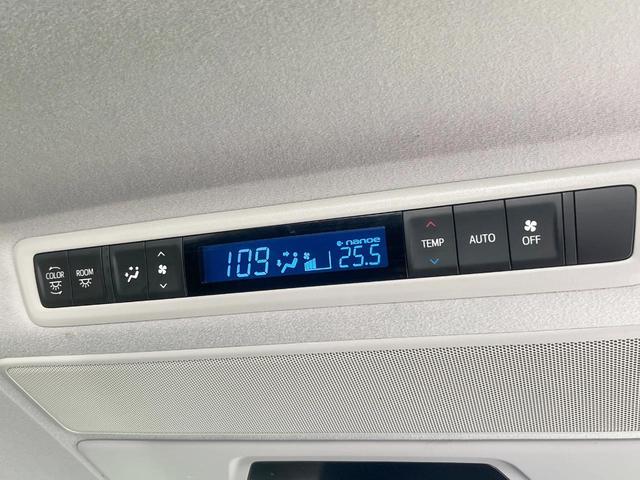 COLOR
ROOM
109
nanoe
25.5
TEMP
AUTO
OFF